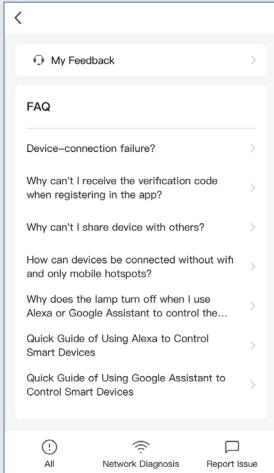 My Feedback
FAQ
Device-connection failure?
Why can't I receive the verification code
when registering in the app?
Why can't I share device with others?
How can devices be connected without wifi
and only mobile hotspots?
Why does the lamp turn off when I use
Alexa or Google Assistant to control the...
Quick Guide of Using Alexa to Control
Smart Devices
Quick Guide of Using Google Assistant to
Control Smart Devices
All
Network Diagnosis
Report Issue